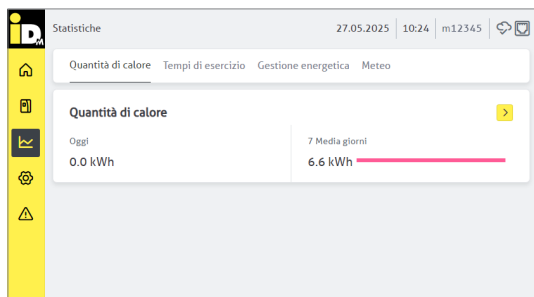 iDM
Statistiche 27.05.2025 10:24 m12345
Quantità di calore Tempi di esercizio Gestione energetica Meteo
Quantità di calore
Oggi 7 Media giorni
0.0 kWh 6.6 kWh